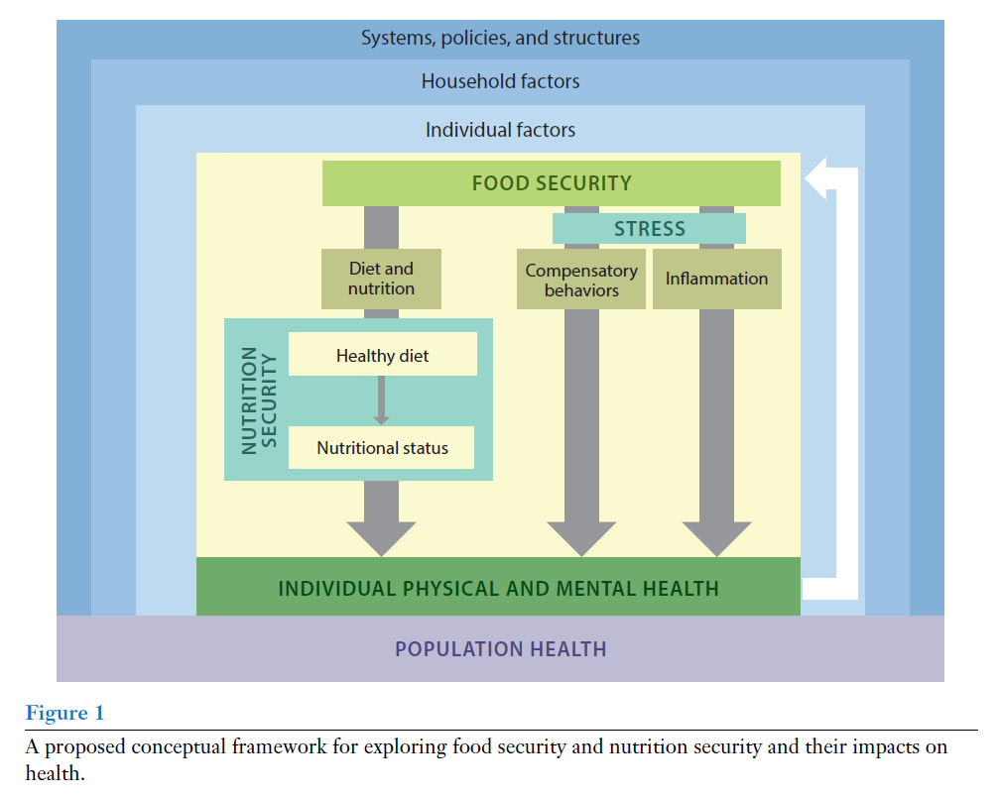 Systems, policies, and structures
Household factors
Individual factors
FOOD SECURITY
STRESS
Diet and
nutrition
Compensatory
behaviors
Inflammation
NUTRITION
SECURITY
Healthy diet
Nutritional status
INDIVIDUAL PHYSICAL AND MENTAL HEALTH
POPULATION HEALTH
Figure 1
A proposed conceptual framework for exploring food security and nutrition security and their impacts on
health.